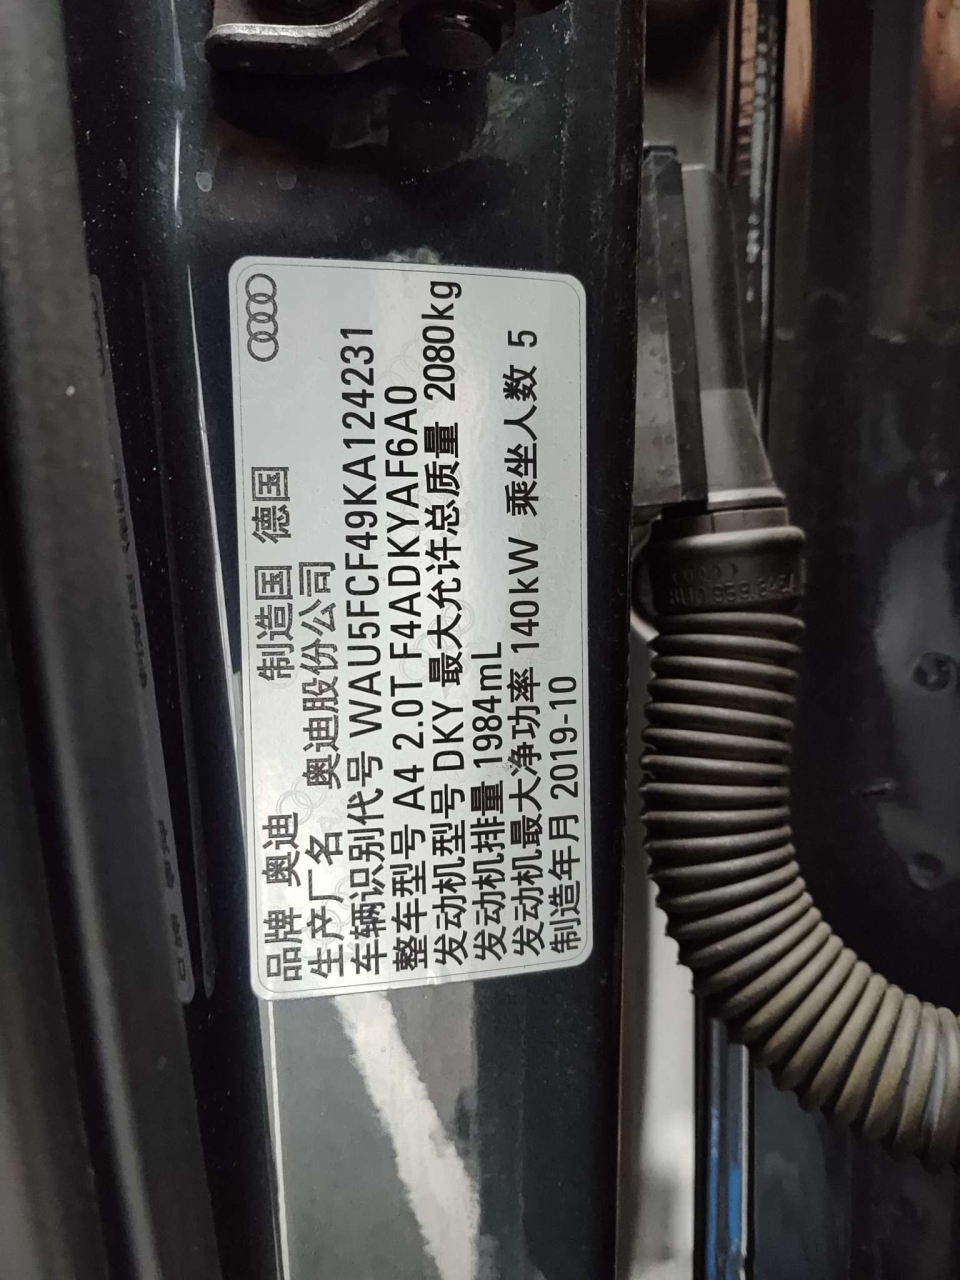 品牌 奥迪 制造国 德国
生产厂名 奥迪股份公司
车辆识别代号 WAU5FCF49KA124231
整车型号 A4 2.0T F4ADKYAF6A0
发动机型号 DKY 最大允许总质量 2080kg
发动机排量 1984mL
发动机最大净功率 140kW 乘坐人数 5
制造年月 2019-10